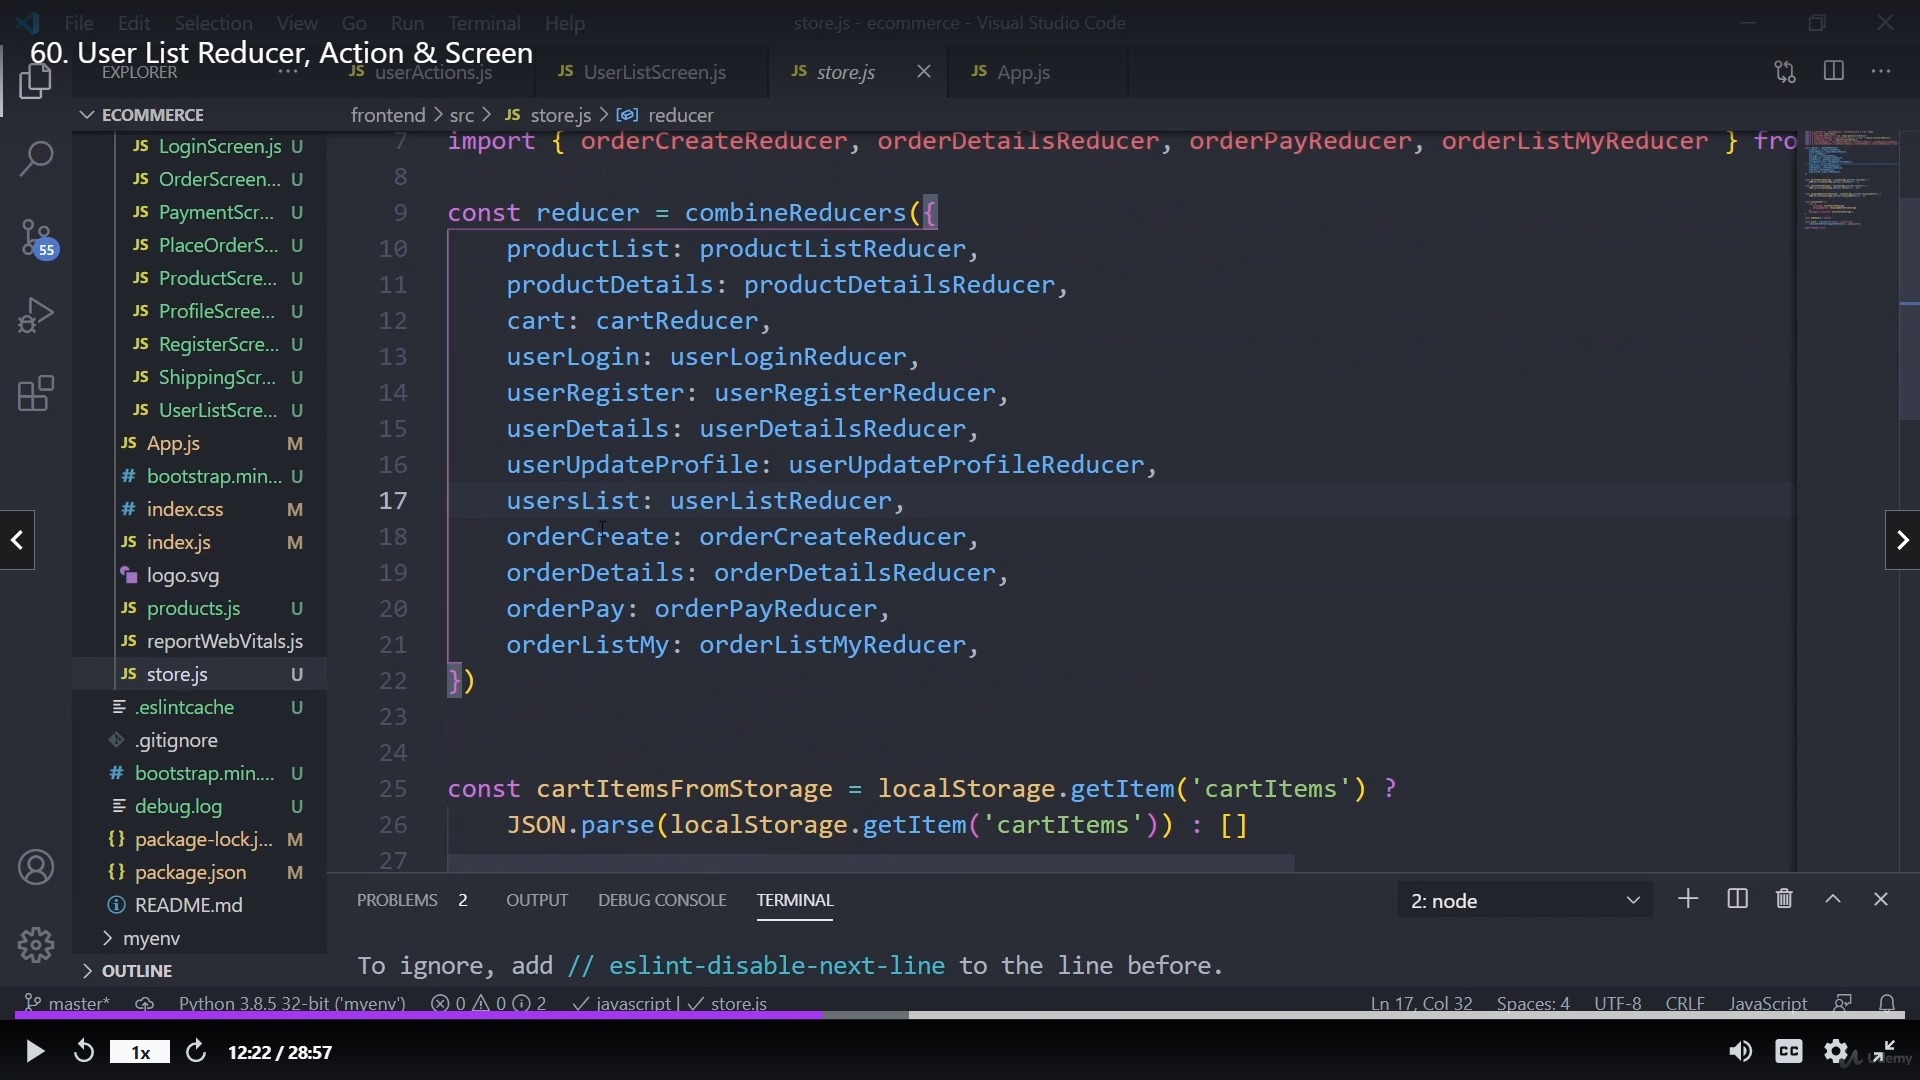 File Edit Selection View Go Run Terminal Help
store.js - ecommerce - Visual Studio Code
60. User List Reducer, Action & Screen
EXPLORER
JS userActions.js
JS UserListScreen.js
JS store.js
JS App.js
ECOMMERCE
frontend > src > JS store.js > reducer
JS LoginScreen.js U
JS OrderScreen... U
JS PaymentScr... U
JS PlaceOrderS... U
JS ProductScre... U
JS ProfileScree... U
JS RegisterScre... U
JS ShippingScr... U
JS UserListScre... U
JS App.js M
# bootstrap.min... U
# index.css M
JS index.js M
logo.svg
JS products.js U
JS reportWebVitals.js
JS store.js U
.eslintcache U
.gitignore
# bootstrap.min.... U
debug.log U
{} package-lock.j... M
{} package.json M
README.md
> myenv
> OUTLINE
55
7 import { orderCreateReducer, orderDetailsReducer, orderPayReducer, orderListMyReducer } fro
8
9 const reducer = combineReducers({
10 productList: productListReducer,
11 productDetails: productDetailsReducer,
12 cart: cartReducer,
13 userLogin: userLoginReducer,
14 userRegister: userRegisterReducer,
15 userDetails: userDetailsReducer,
16 userUpdateProfile: userUpdateProfileReducer,
17 usersList: userListReducer,
18 orderCreate: orderCreateReducer,
19 orderDetails: orderDetailsReducer,
20 orderPay: orderPayReducer,
21 orderListMy: orderListMyReducer,
22 })
23
24
25 const cartItemsFromStorage = localStorage.getItem('cartItems') ?
26 JSON.parse(localStorage.getItem('cartItems')) : []
27
PROBLEMS 2 OUTPUT DEBUG CONSOLE TERMINAL
2: node
To ignore, add // eslint-disable-next-line to the line before.
master* Python 3.8.5 32-bit ('myenv') 0 0 2 javascript | store.js
Ln 17, Col 32 Spaces: 4 UTF-8 CRLF JavaScript
1x
12:22 / 28:57
CC
Udemy